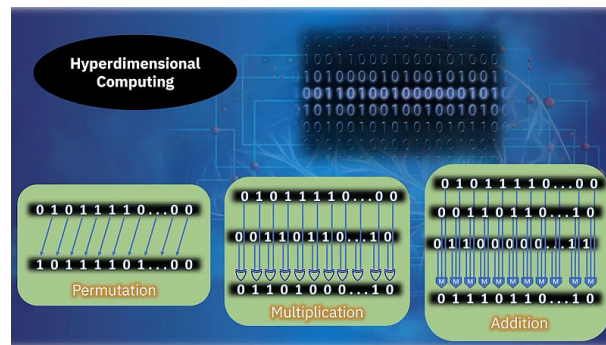 Hyperdimensional
Computing
101000010100101001
0011010010000001011
1010010100100010110
0 1 0 1 1 1 1 0 . . . 0 0
1 0 1 1 1 1 0 1 . . . 0 0
Permutation
0 1 0 1 1 1 1 0 . . . 0 0
0 0 1 1 0 1 1 0 . . . 1 0
0 1 1 0 1 0 0 0 . . . 1 0
Multiplication
0 1 0 1 1 1 1 0 . . . 0 0
0 0 1 1 0 1 1 0 . . . 1 0
0 1 1 0 0 0 0 0 . . . 1 1
M M M M M M M M M M M
0 1 1 1 0 1 1 0 . . . 1 0
Addition